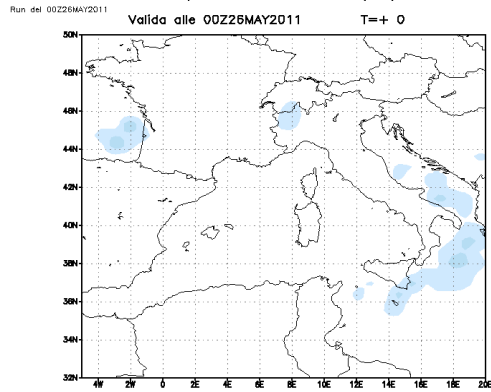 Run del 00Z26MAY2011
Valida alle 00Z26MAY2011 T=+ 0
50N
48N
46N
44N
42N
40N
38N
36N
34N
32N
4W 2W 0 2E 4E 6E 8E 10E 12E 14E 16E 18E 20E